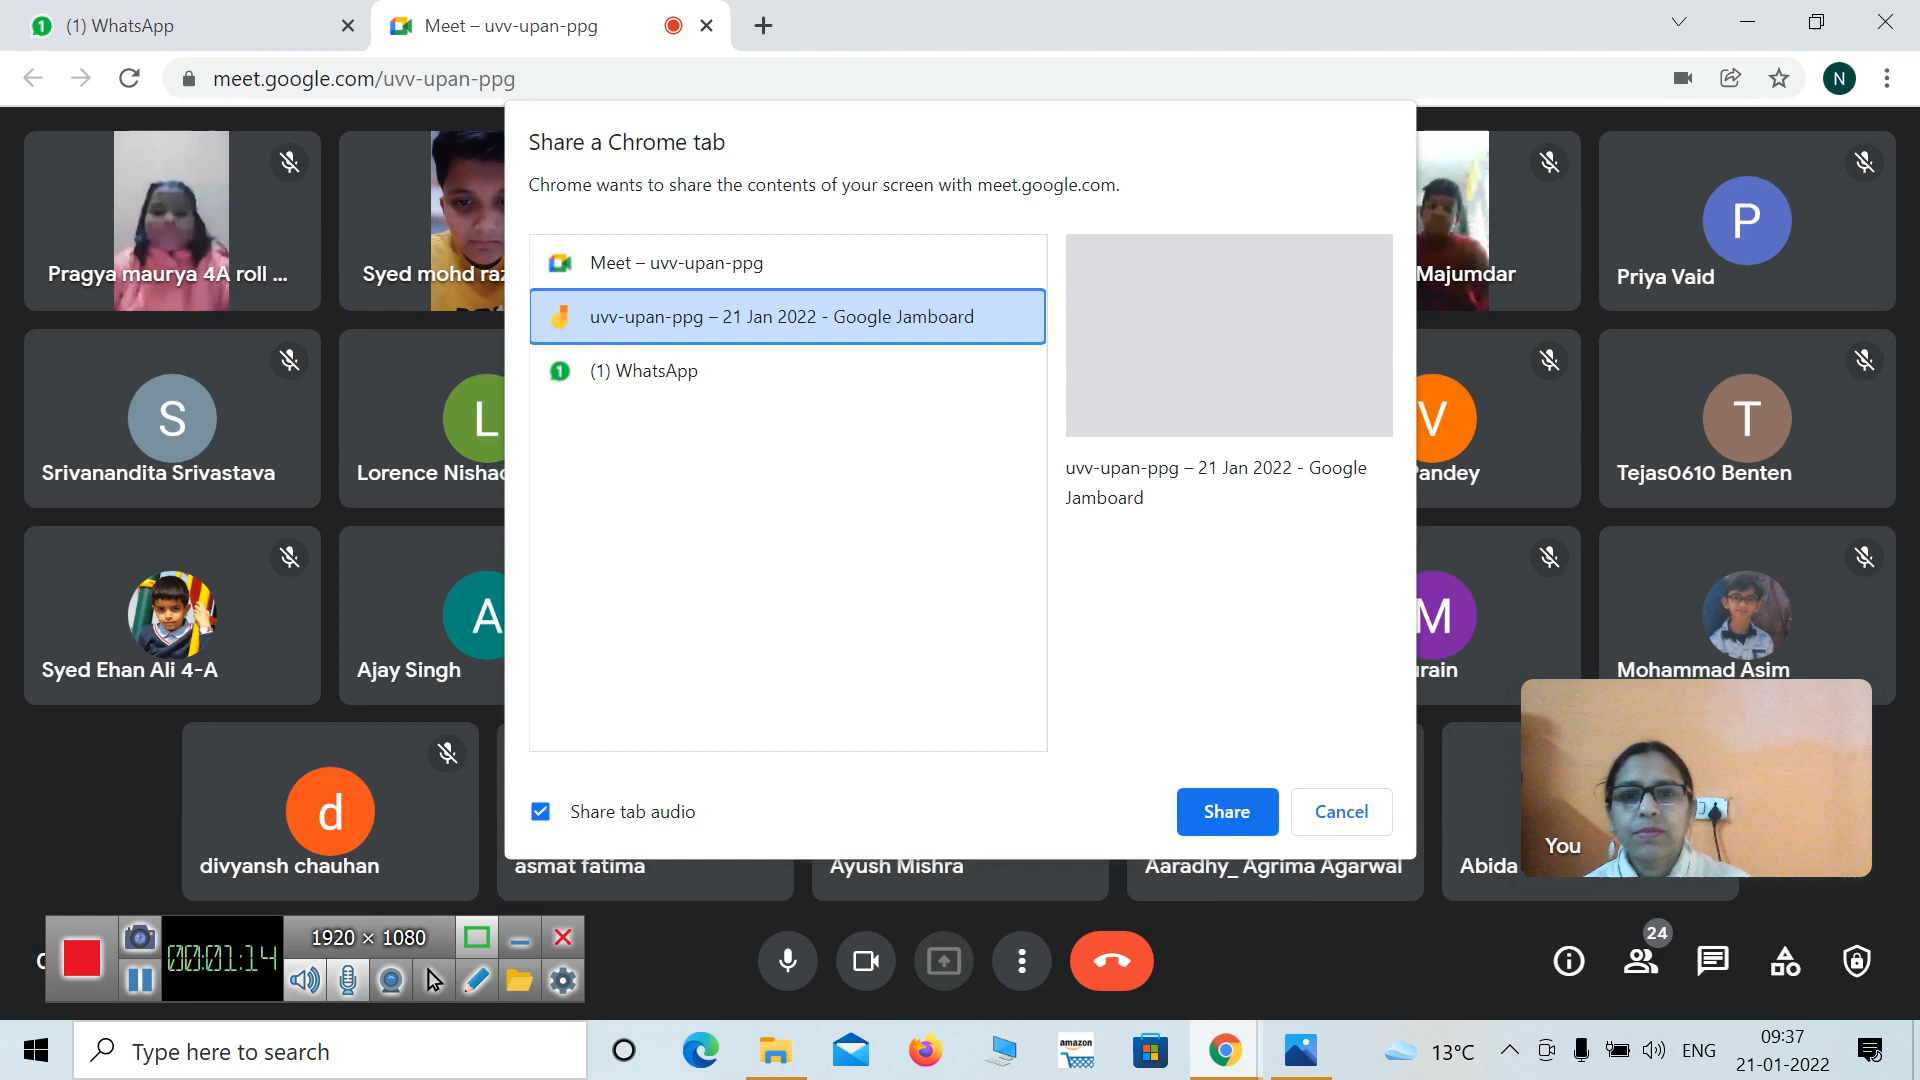 (1) WhatsApp
Meet – uvv-upan-ppg
meet.google.com/uvv-upan-ppg
N
Share a Chrome tab
Chrome wants to share the contents of your screen with meet.google.com.
Meet – uvv-upan-ppg
uvv-upan-ppg – 21 Jan 2022 - Google Jamboard
1 (1) WhatsApp
uvv-upan-ppg – 21 Jan 2022 - Google
Jamboard
Share tab audio
Share
Cancel
Pragya maurya 4A roll ...
Syed mohd raz
Majumdar
P
Priya Vaid
S
Srivanandita Srivastava
L
Lorence Nishad
V
Pandey
T
Tejas0610 Benten
Syed Ehan Ali 4-A
A
Ajay Singh
M
Mohammad Asim
d
divyansh chauhan
asmat fatima
Ayush Mishra
Aaradhy_ Agrima Agarwal
Abida
You
00:01:14
1920 × 1080
24
Type here to search
amazon
13°C
ENG
09:37
21-01-2022